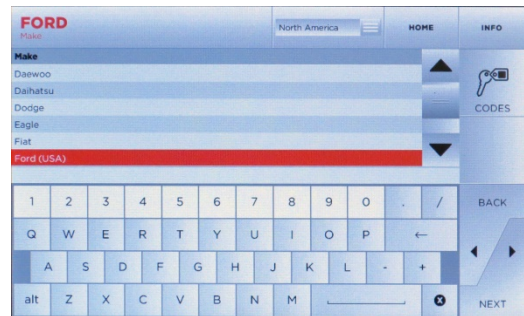 FORD
Make
North America
HOME
INFO
Make
Daewoo
Daihatsu
Dodge
Eagle
Fiat
Ford (USA)
CODES
1 2 3 4 5 6 7 8 9 0 . /
Q W E R T Y U I O P ←
A S D F G H J K L - +
alt Z X C V B N M
BACK
NEXT